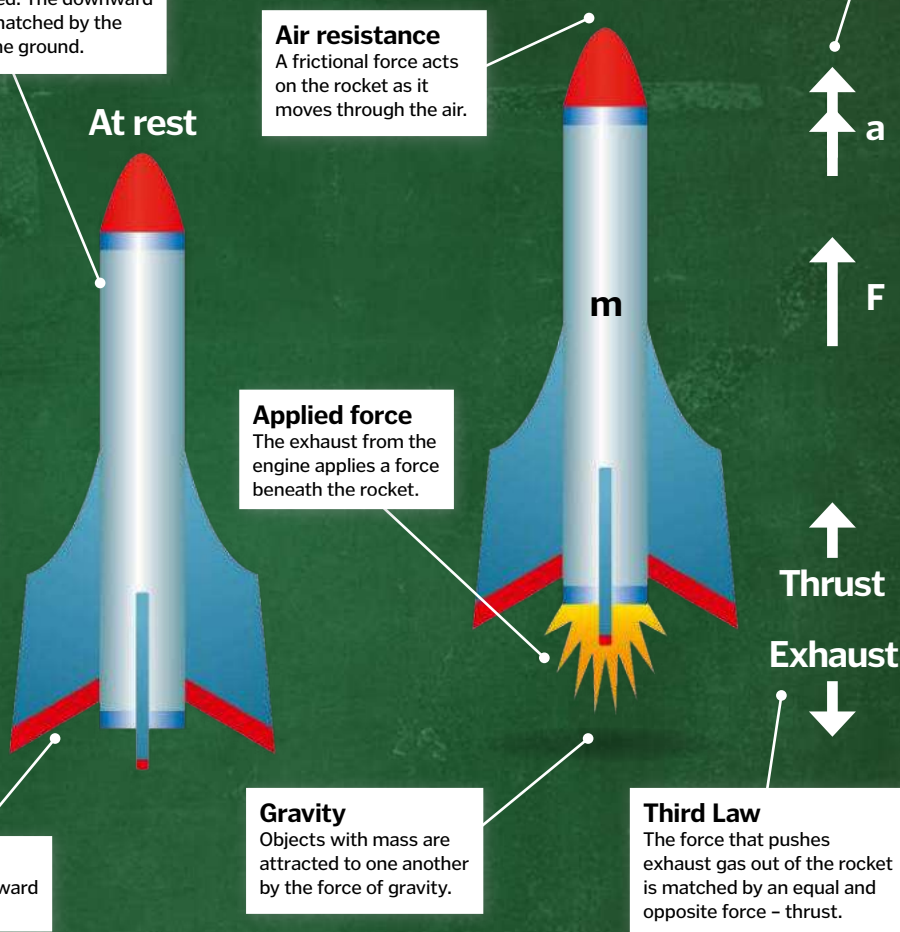 ed. The downward
matched by the
ne ground.
At rest
Air resistance
A frictional force acts
on the rocket as it
moves through the air.
a
F
m
Applied force
The exhaust from the
engine applies a force
beneath the rocket.
Thrust
Exhaust
ward
Gravity
Objects with mass are
attracted to one another
by the force of gravity.
Third Law
The force that pushes
exhaust gas out of the rocket
is matched by an equal and
opposite force – thrust.